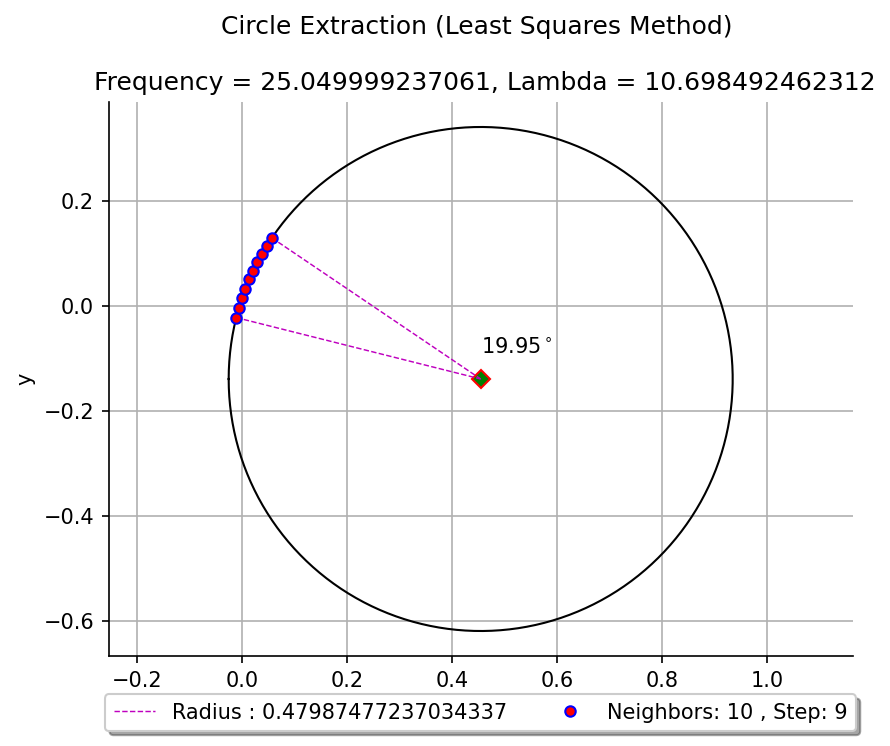 Circle Extraction (Least Squares Method)
Frequency = 25.049999237061, Lambda = 10.698492462312
0.2
0.0
−0.2
−0.4
−0.6
y
19.95°
−0.2 0.0 0.2 0.4 0.6 0.8 1.0
Radius : 0.47987477237034337 Neighbors: 10 , Step: 9